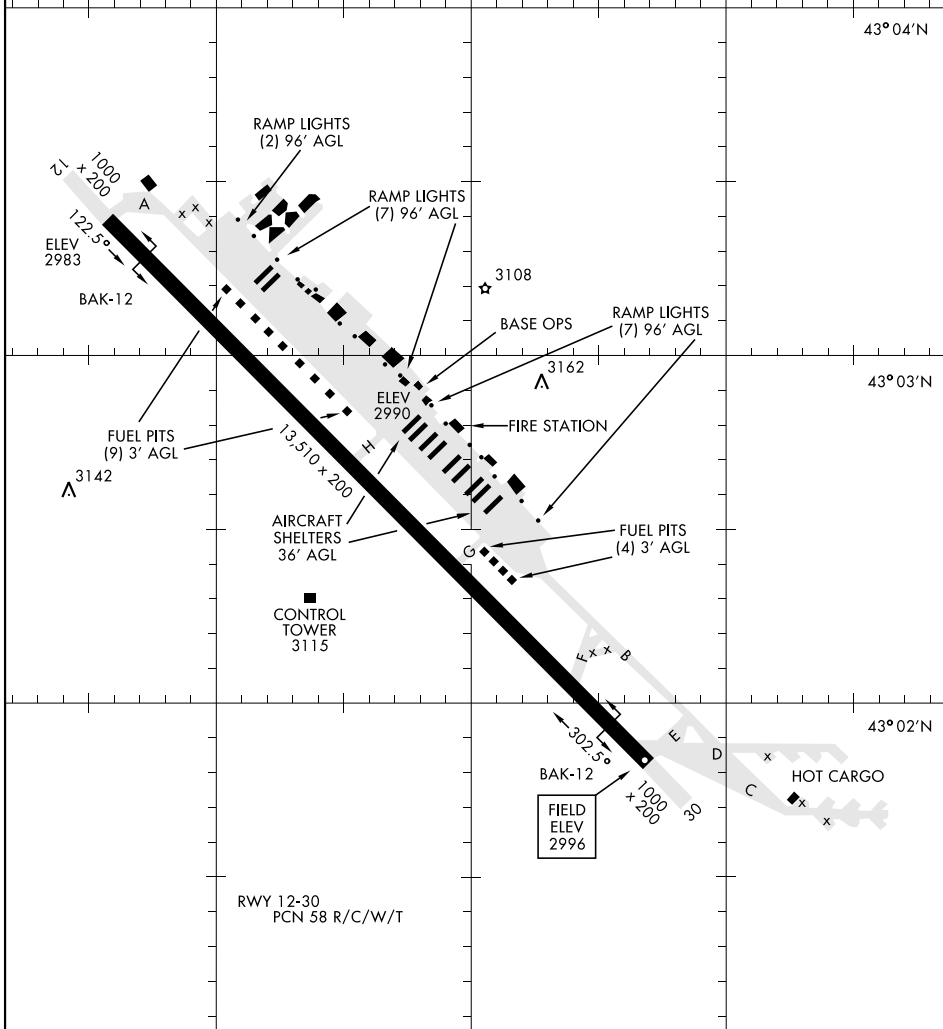 43° 04'N
RAMP LIGHTS
(2) 96' AGL
12
1000
x 200
A
x x x
RAMP LIGHTS
(7) 96' AGL
122.5°
ELEV
2983
BAK-12
3108
RAMP LIGHTS
(7) 96' AGL
BASE OPS
43° 03'N
3162
ELEV
2990
FIRE STATION
FUEL PITS
(9) 3' AGL
13,510 x 200
H
3142
AIRCRAFT
SHELTERS
36' AGL
G
FUEL PITS
(4) 3' AGL
CONTROL
TOWER
3115
F x x B
43° 02'N
302.5°
E
D
x
BAK-12
HOT CARGO
C
x
x
1000
x 200
30
FIELD
ELEV
2996
RWY 12-30
PCN 58 R/C/W/T